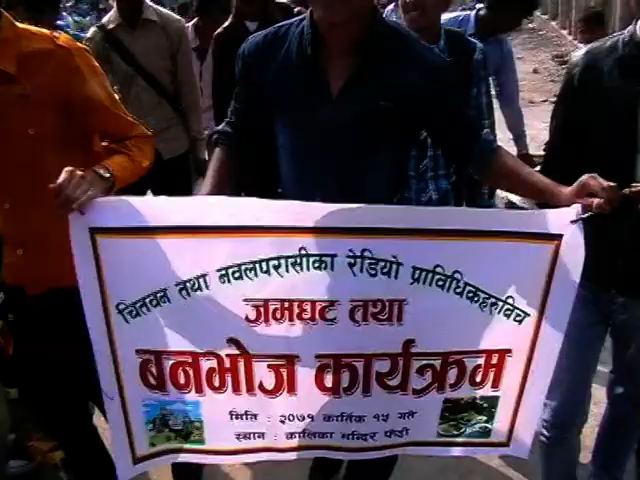 चितवन तथा नवलपरासीका रेडियो प्राविधिकहरुविच
जमघट तथा
बनभोज कार्यक्रम
मिति : २०७१ कार्तिक १५ गते
स्थान : कालिका मन्दिर फेदी